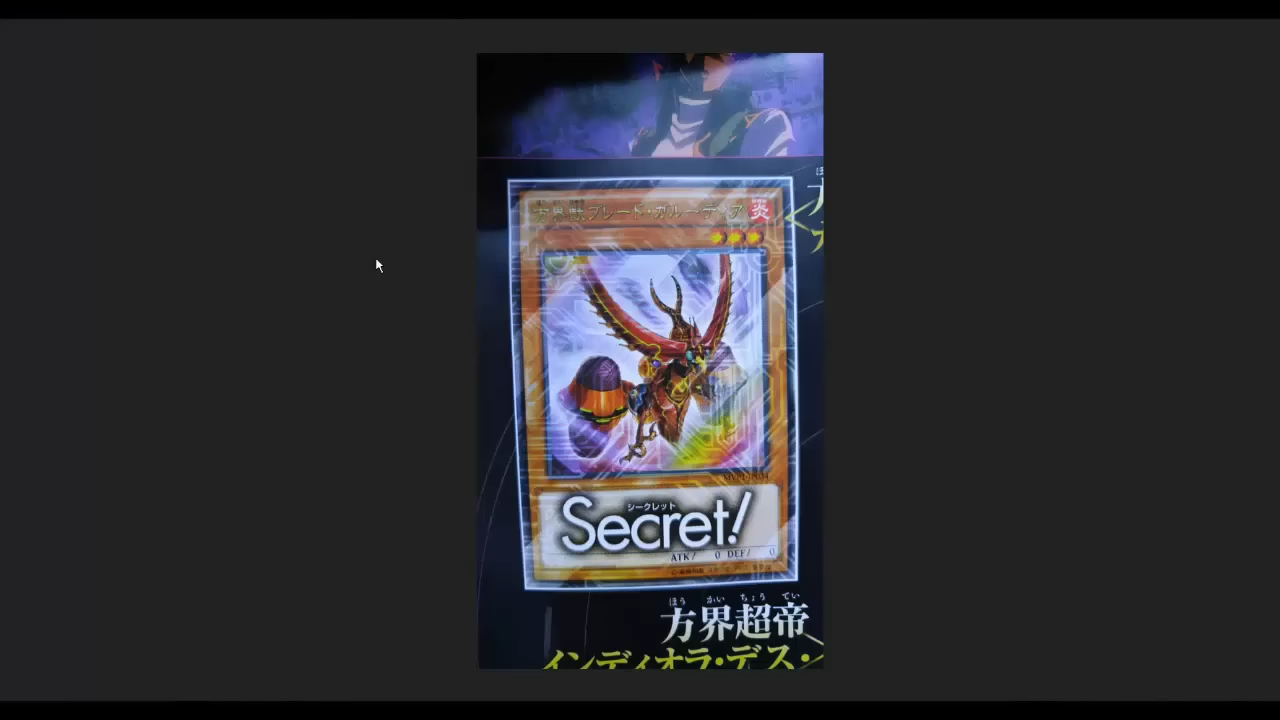 方界獣ブレード・ガルーディア
炎
シークレット
Secret!
ATK/ 0 DEF/ 0
ほう かい ちょう てい
方界超帝
インディオラ・デス・